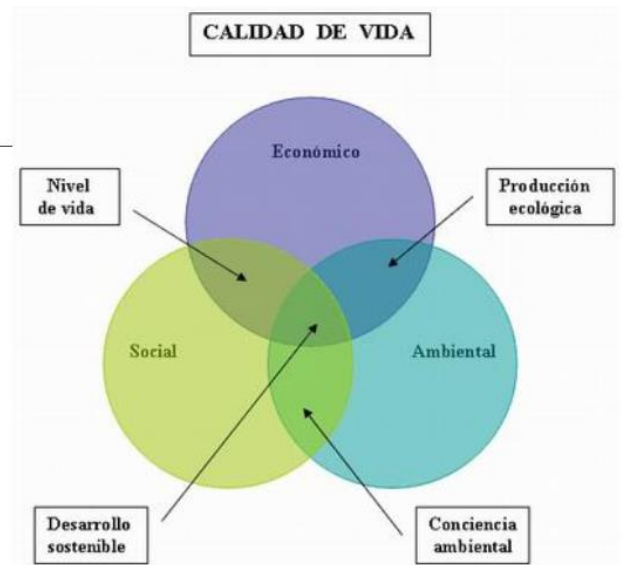 CALIDAD DE VIDA
Económico
Nivel
de vida
Producción
ecológica
Social
Ambiental
Desarrollo
sostenible
Conciencia
ambiental